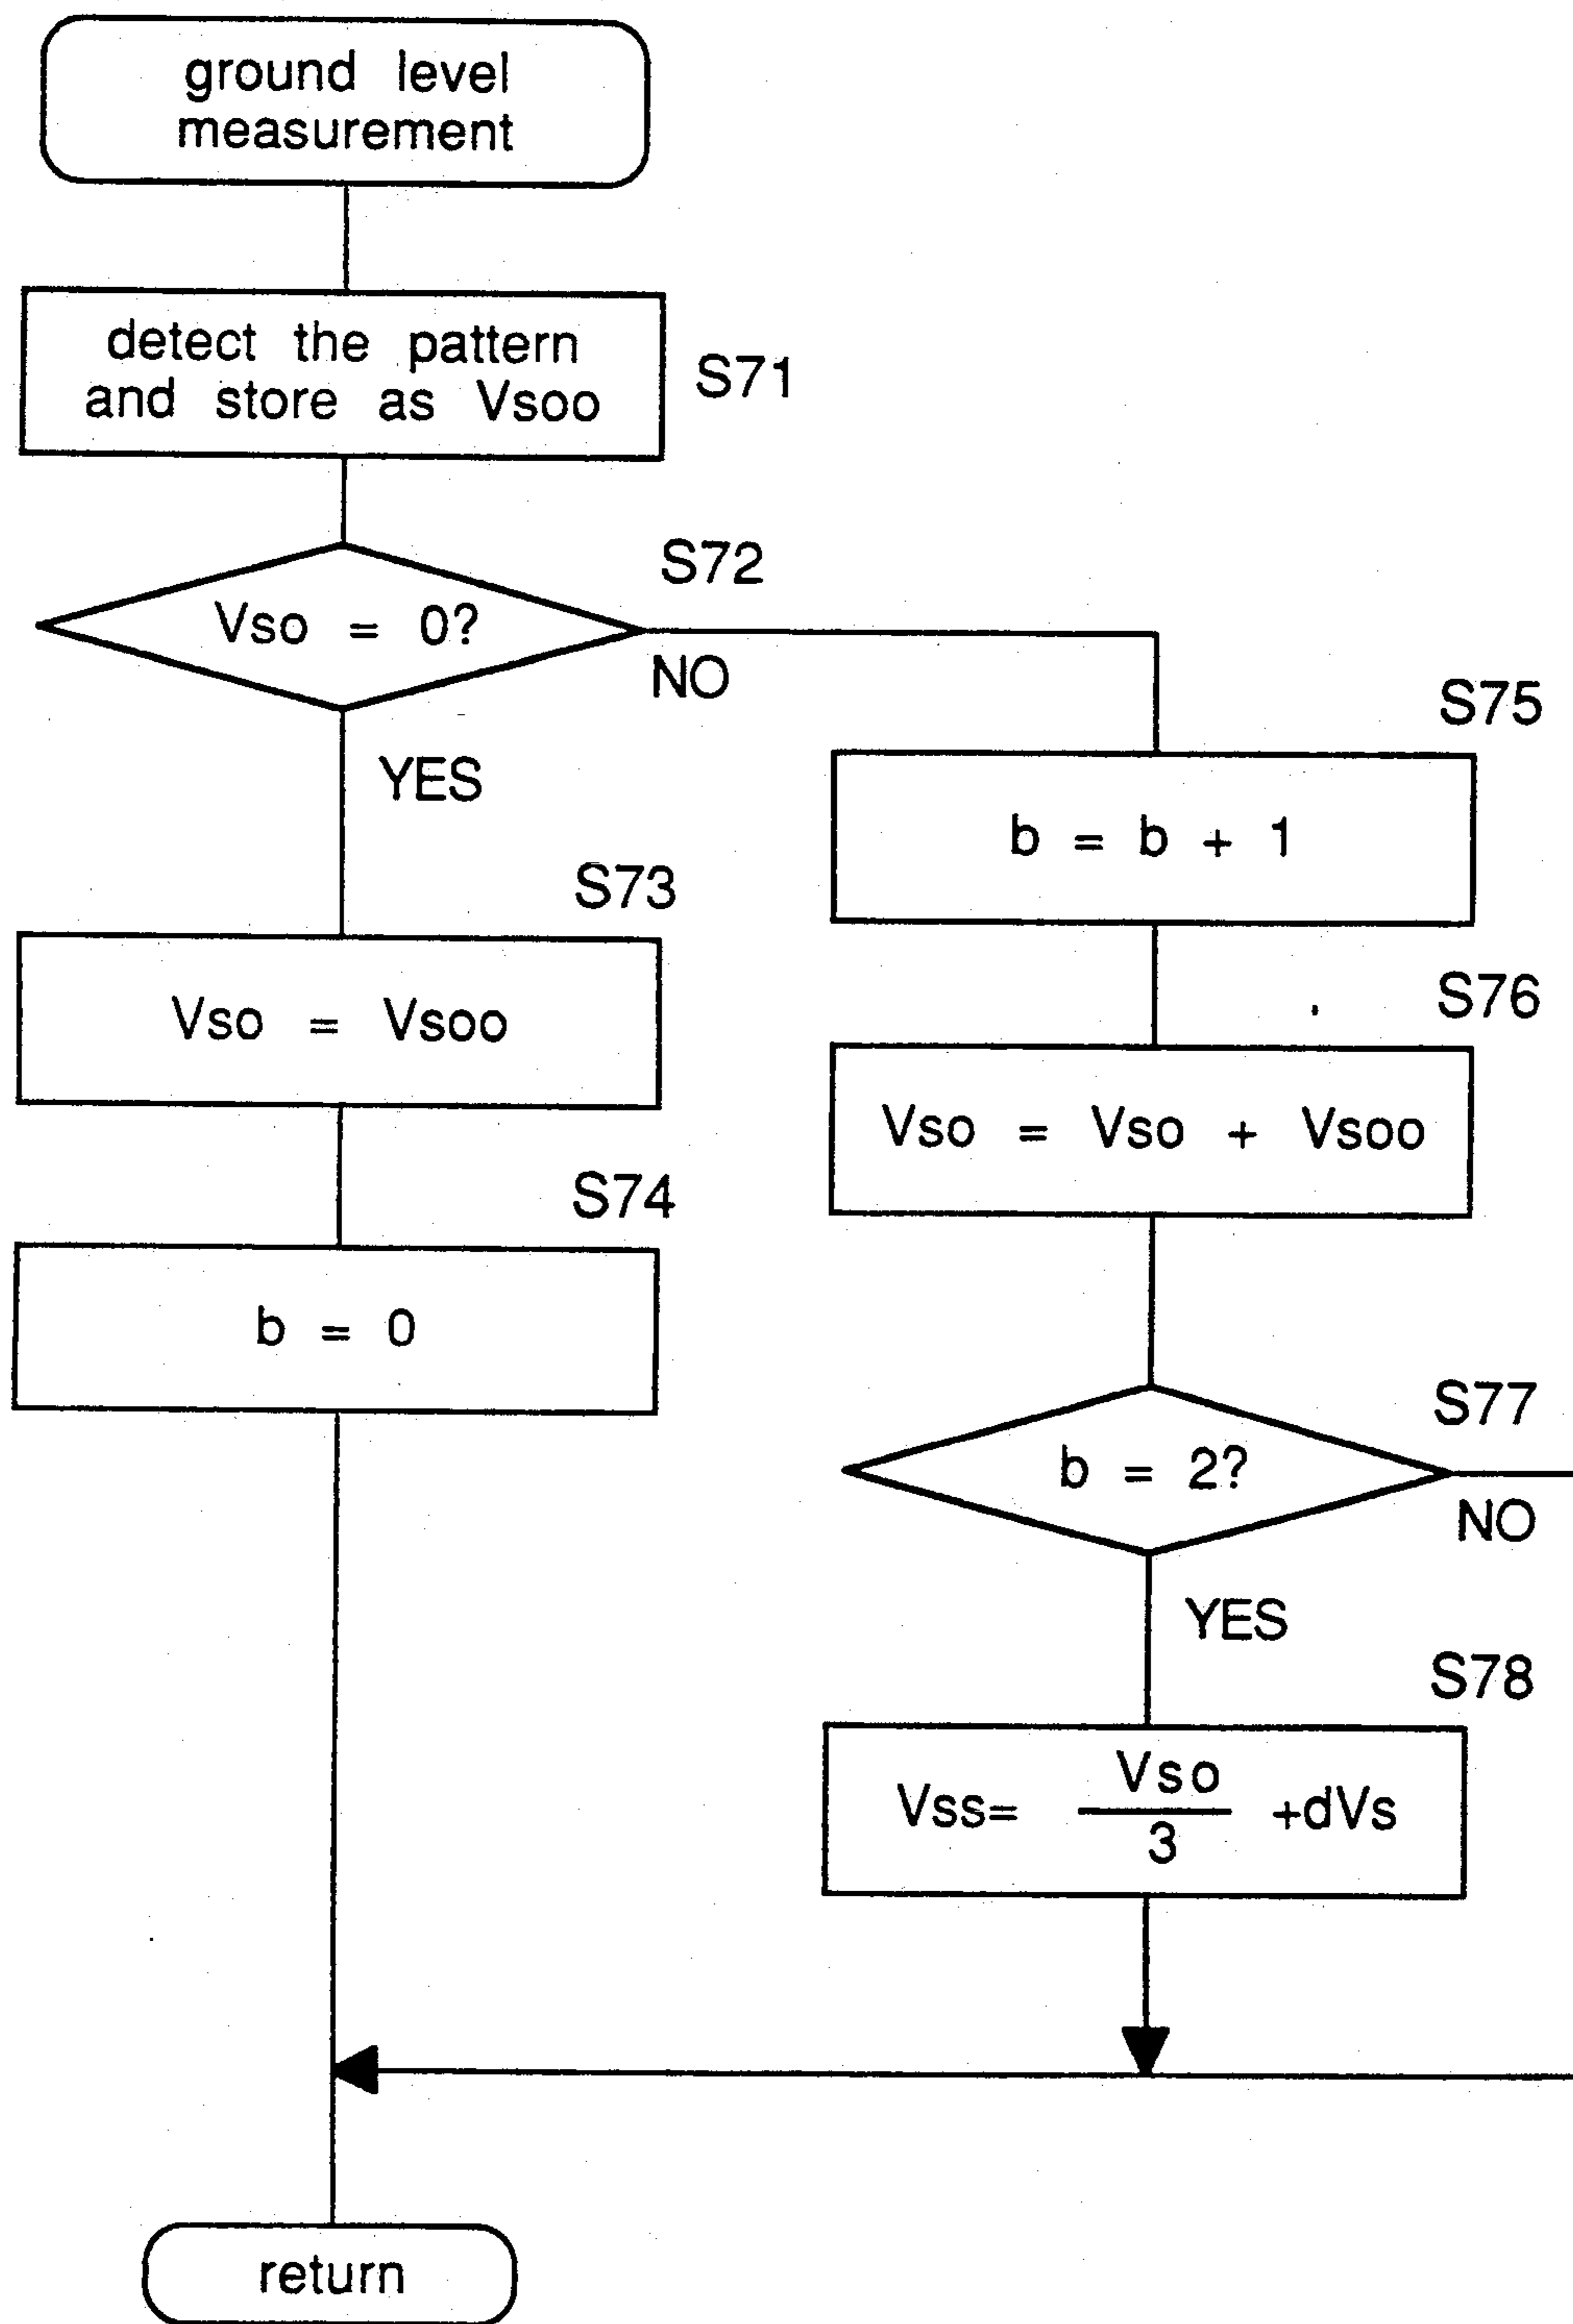 ground level
measurement
detect the pattern
and store as Vsoo
S71
S72
Vso = 0?
NO
YES
S73
Vso = Vsoo
S74
b = 0
S75
b = b + 1
S76
Vso = Vso + Vsoo
S77
b = 2?
NO
YES
S78
Vss= Vso/3 +dVs
return